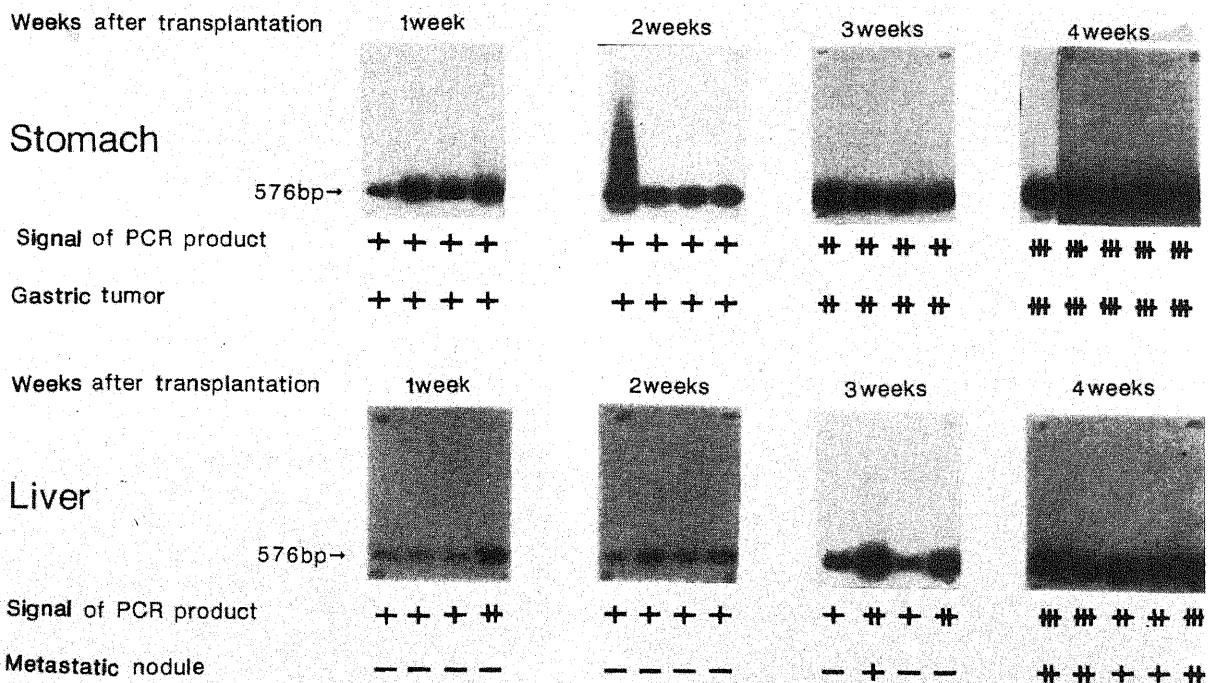 Weeks after transplantation 1week 2weeks 3weeks 4weeks
Stomach
576bp→
Signal of PCR product + + + + + + + + ++ ++ ++ ++ +++ +++ +++ +++ +++
Gastric tumor + + + + + + + + ++ ++ ++ ++ +++ +++ +++ +++ +++
Weeks after transplantation 1week 2weeks 3weeks 4weeks
Liver
576bp→
Signal of PCR product + + + ++ + + + + + ++ + ++ +++ +++ ++ ++ +++
Metastatic nodule − − − − − − − − − + − − ++ ++ + + ++